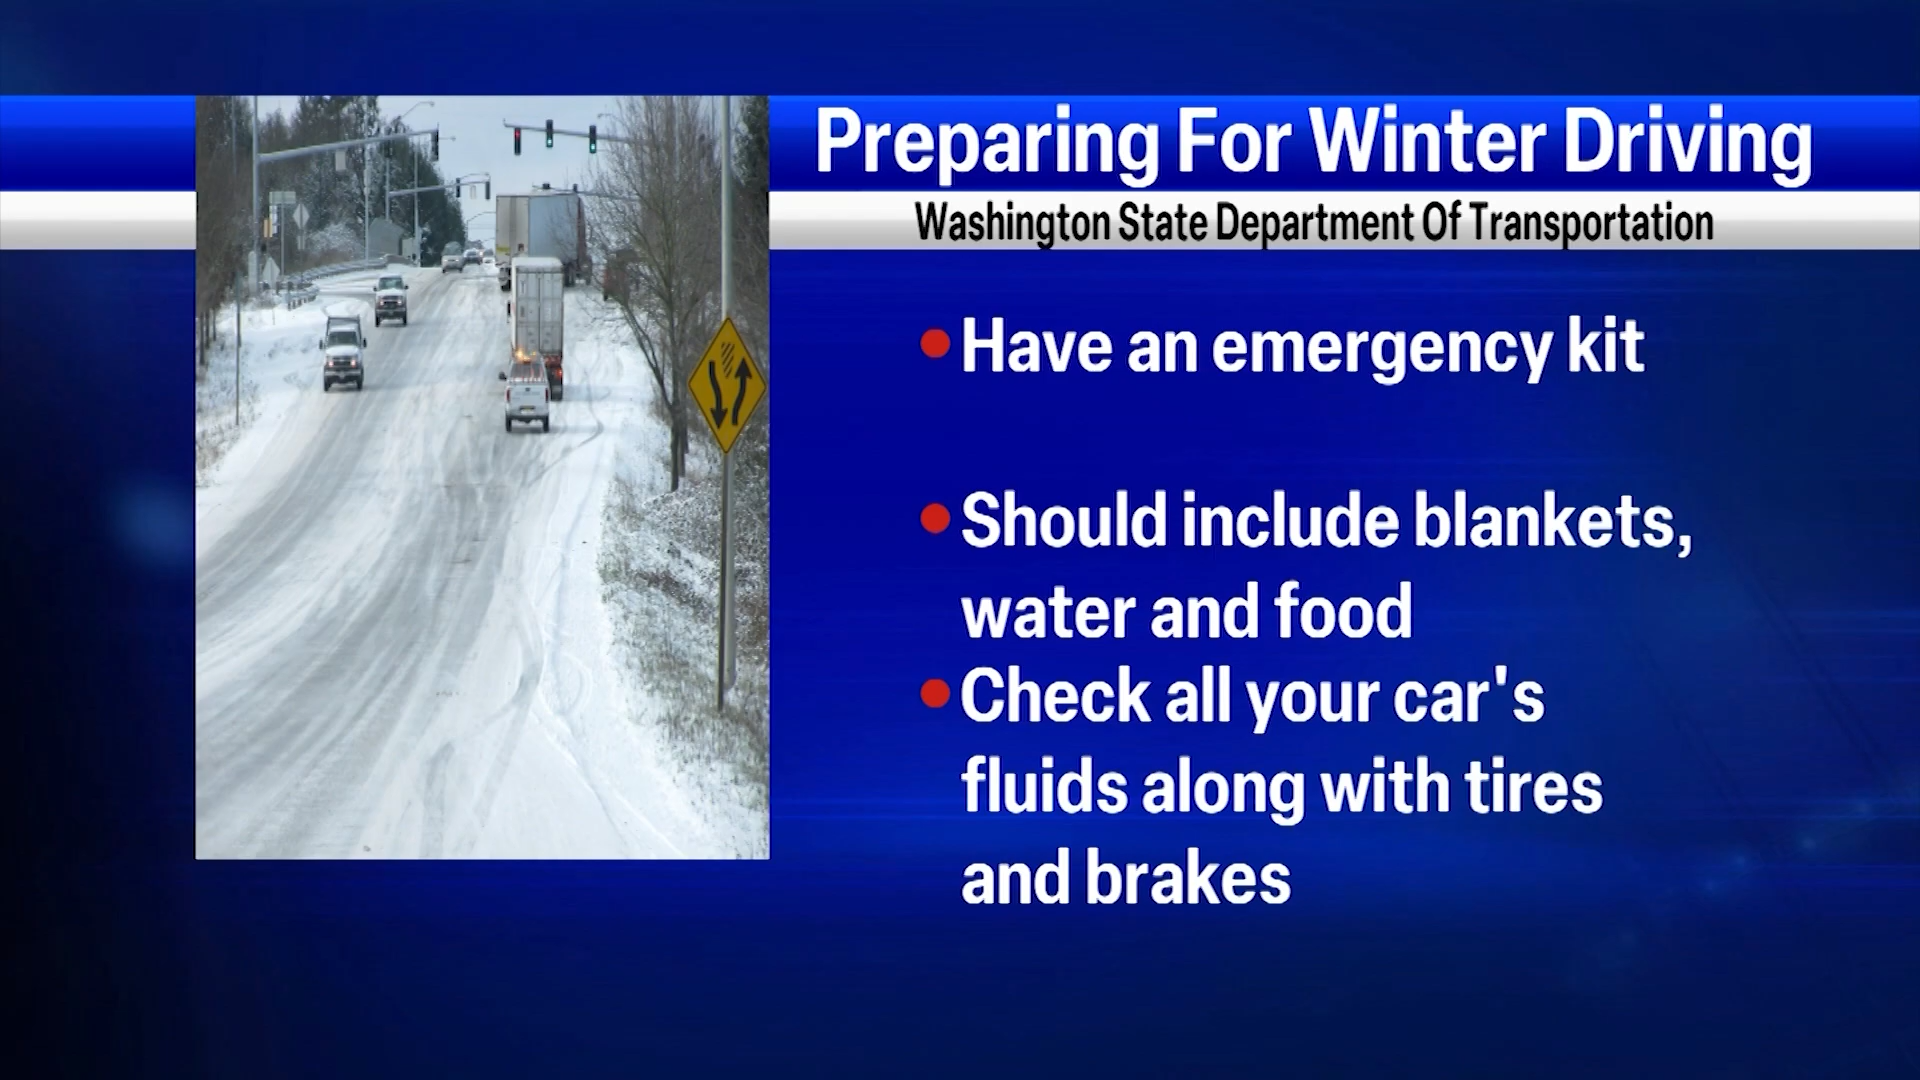 Preparing For Winter Driving
Washington State Department Of Transportation
Have an emergency kit
Should include blankets,
water and food
Check all your car's
fluids along with tires
and brakes